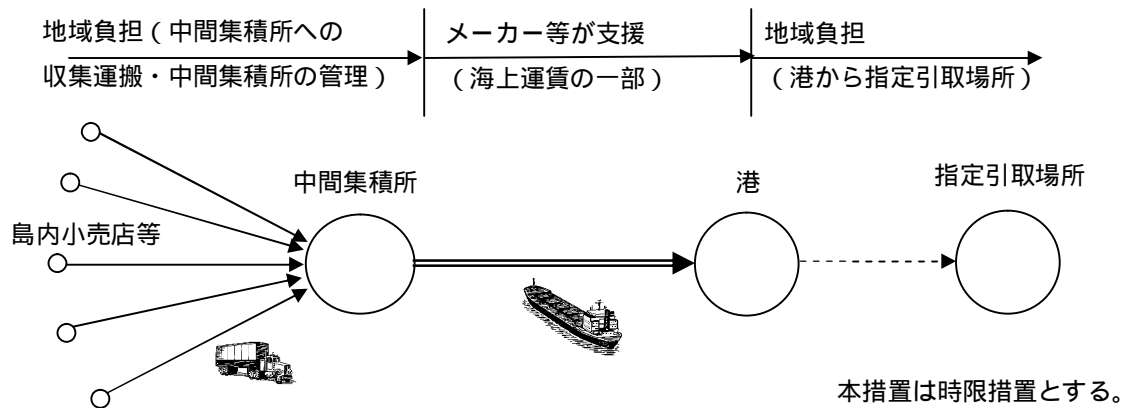 地域負担（中間集積所への
収集運搬・中間集積所の管理）
メーカー等が支援
（海上運賃の一部）
地域負担
（港から指定引取場所）
中間集積所
港
指定引取場所
島内小売店等
本措置は時限措置とする。